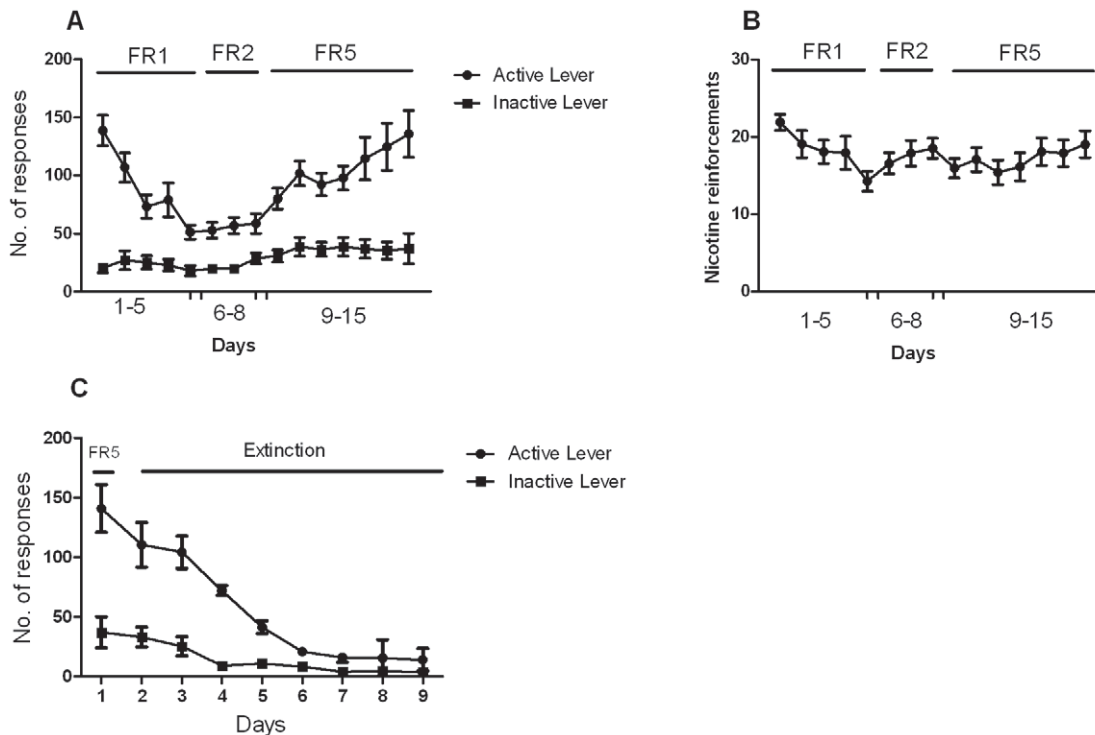 A
FR1 FR2 FR5
Active Lever
Inactive Lever
No. of responses
200
150
100
50
0
1-5 6-8 9-15
Days
B
FR1 FR2 FR5
Nicotine reinforcements
30
20
10
0
1-5 6-8 9-15
Days
C
FR5 Extinction
Active Lever
Inactive Lever
No. of responses
200
150
100
50
0
1 2 3 4 5 6 7 8 9
Days